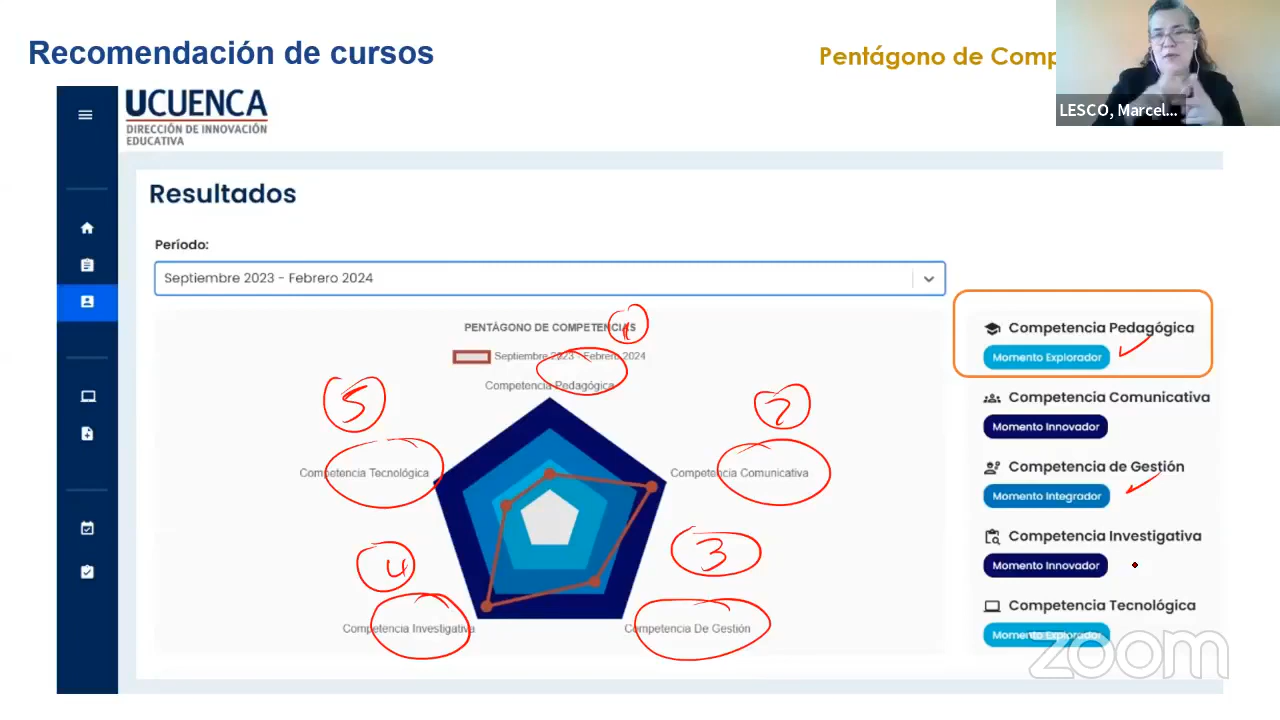 Recomendación de cursos
Pentágono de Comp
LESCO, Marcel...
UCUENCA
DIRECCIÓN DE INNOVACIÓN
EDUCATIVA
Resultados
Período:
Septiembre 2023 - Febrero 2024
PENTÁGONO DE COMPETENCIAS
1
Septiembre 2023 - Febrero 2024
Competencia Pedagógica
5
2
Competencia Tecnológica
Competencia Comunicativa
3
4
Competencia Investigativa
Competencia De Gestión
Competencia Pedagógica
Momento Explorador
Competencia Comunicativa
Momento Innovador
Competencia de Gestión
Momento Integrador
Competencia Investigativa
Momento Innovador
Competencia Tecnológica
Momento Explorador
zoom